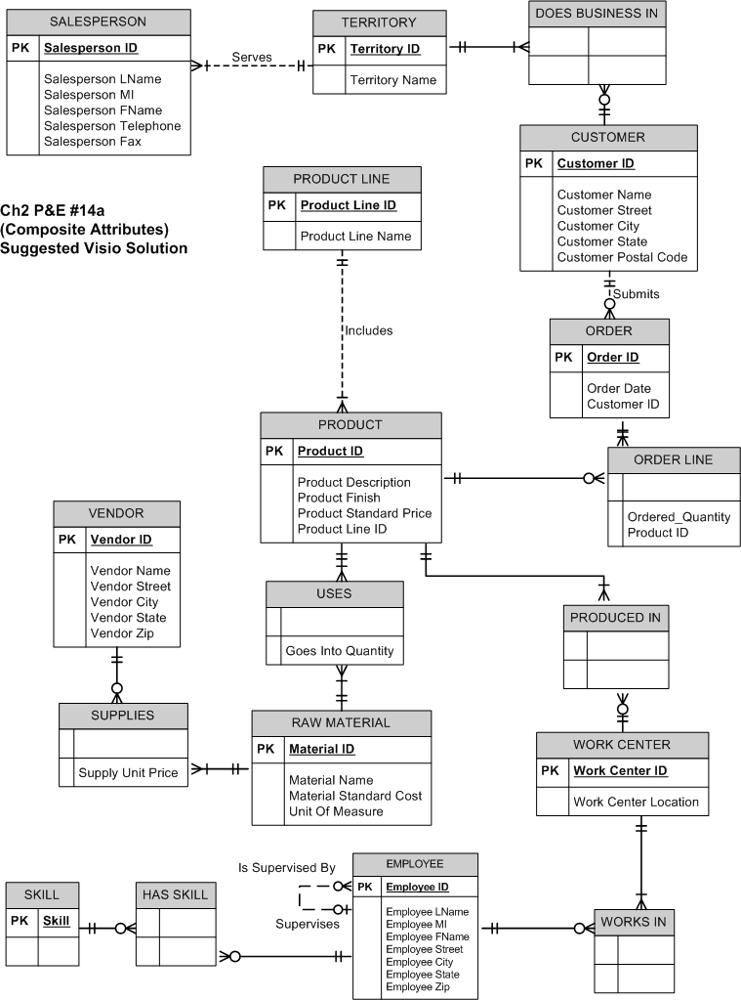 SALESPERSON
PK Salesperson ID
Salesperson LName
Salesperson MI
Salesperson FName
Salesperson Telephone
Salesperson Fax
Serves
TERRITORY
PK Territory ID
Territory Name
DOES BUSINESS IN
CUSTOMER
PK Customer ID
Customer Name
Customer Street
Customer City
Customer State
Customer Postal Code
Ch2 P&E #14a
(Composite Attributes)
Suggested Visio Solution
PRODUCT LINE
PK Product Line ID
Product Line Name
Submits
Includes
ORDER
PK Order ID
Order Date
Customer ID
PRODUCT
PK Product ID
Product Description
Product Finish
Product Standard Price
Product Line ID
ORDER LINE
Ordered_Quantity
Product ID
VENDOR
PK Vendor ID
Vendor Name
Vendor Street
Vendor City
Vendor State
Vendor Zip
USES
Goes Into Quantity
PRODUCED IN
SUPPLIES
Supply Unit Price
RAW MATERIAL
PK Material ID
Material Name
Material Standard Cost
Unit Of Measure
WORK CENTER
PK Work Center ID
Work Center Location
SKILL
PK Skill
HAS SKILL
Is Supervised By
Supervises
EMPLOYEE
PK Employee ID
Employee LName
Employee MI
Employee FName
Employee Street
Employee City
Employee State
Employee Zip
WORKS IN